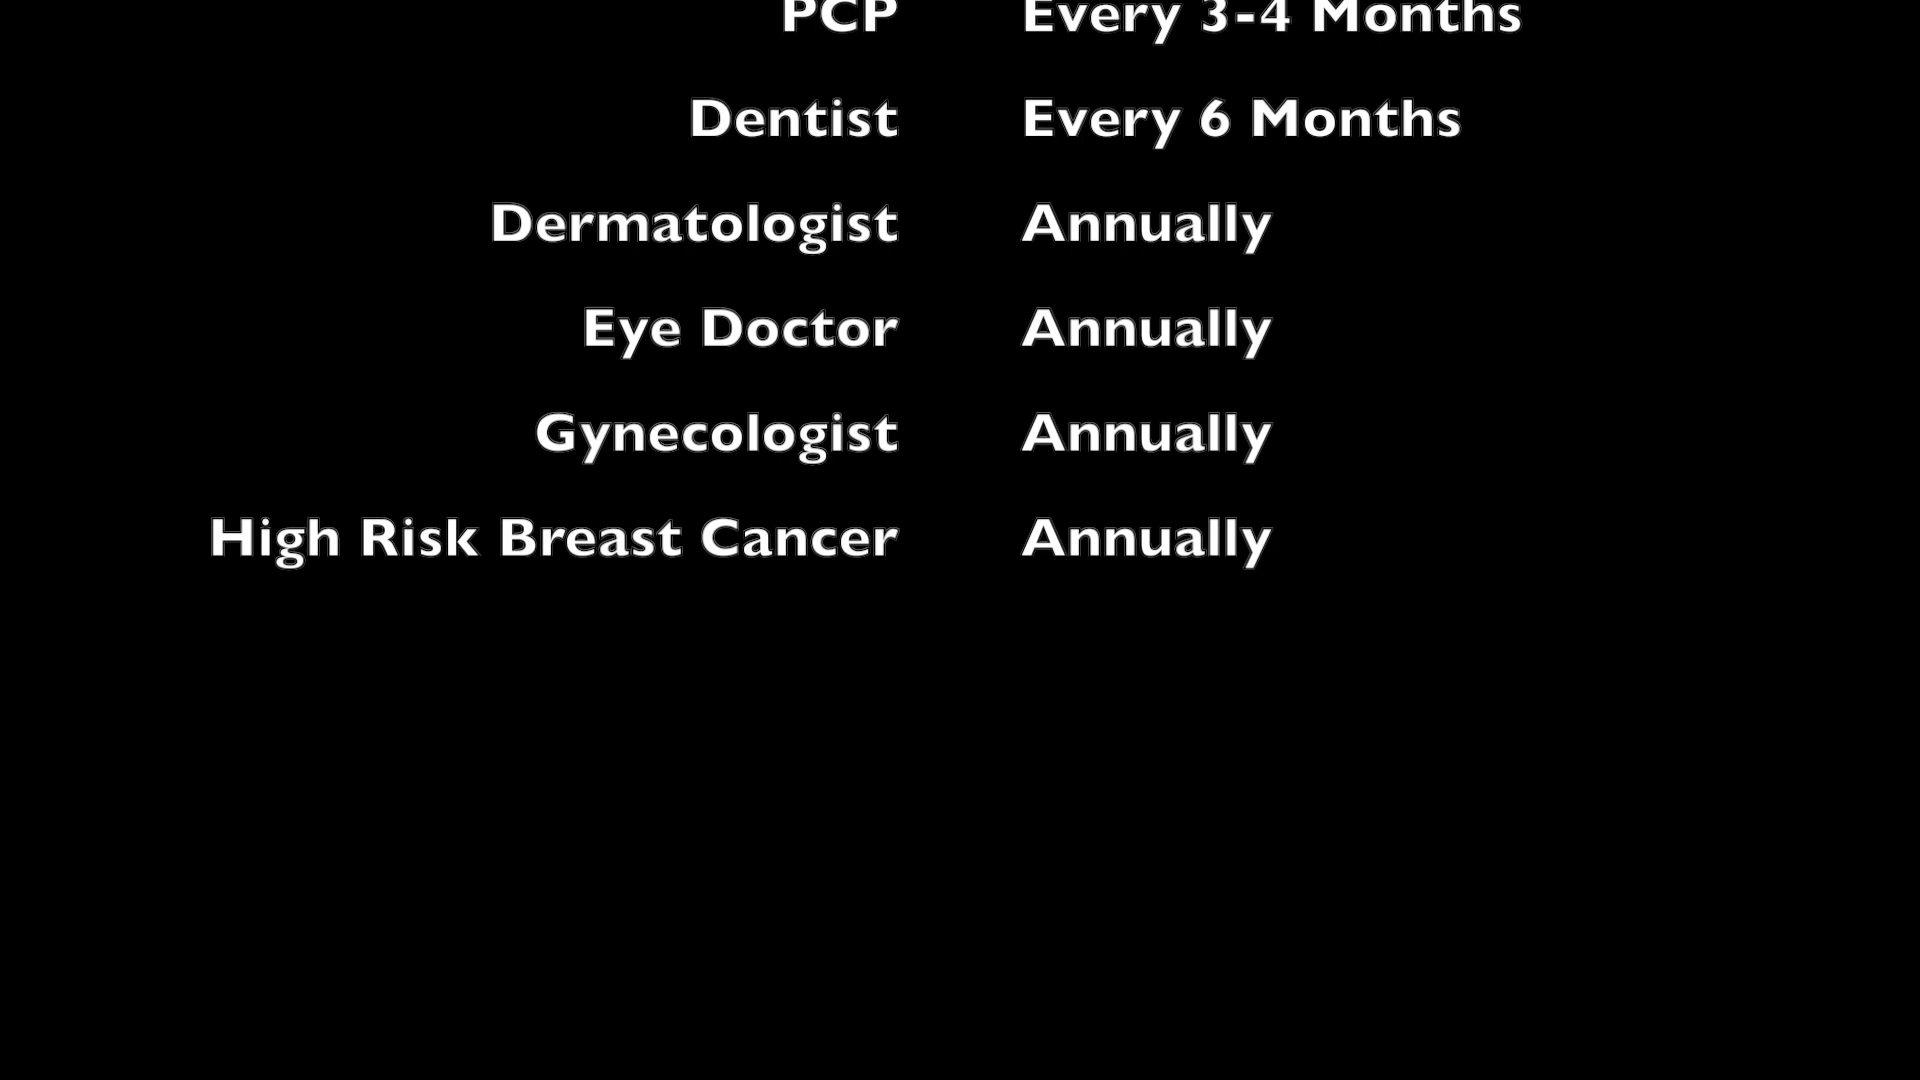 PCP Every 3-4 Months
Dentist Every 6 Months
Dermatologist Annually
Eye Doctor Annually
Gynecologist Annually
High Risk Breast Cancer Annually